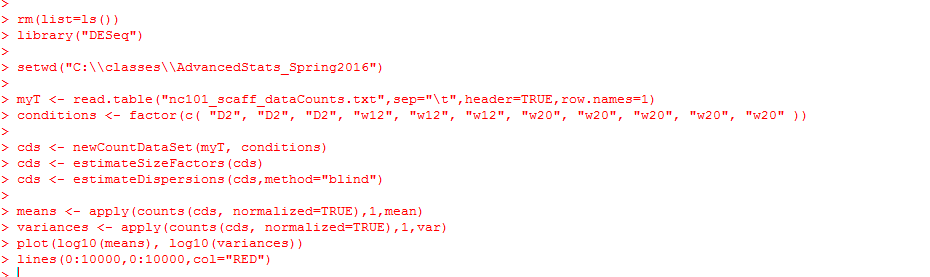 >
> rm(list=ls())
> library("DESeq")
>
> setwd("C:\\classes\\AdvancedStats_Spring2016")
>
> myT <- read.table("nc101_scaff_dataCounts.txt",sep="\t",header=TRUE,row.names=1)
> conditions <- factor(c( "D2", "D2", "D2", "w12", "w12", "w12", "w20", "w20", "w20", "w20", "w20" ))
>
> cds <- newCountDataSet(myT, conditions)
> cds <- estimateSizeFactors(cds)
> cds <- estimateDispersions(cds,method="blind")
>
> means <- apply(counts(cds, normalized=TRUE),1,mean)
> variances <- apply(counts(cds, normalized=TRUE),1,var)
> plot(log10(means), log10(variances))
> lines(0:10000,0:10000,col="RED")
>